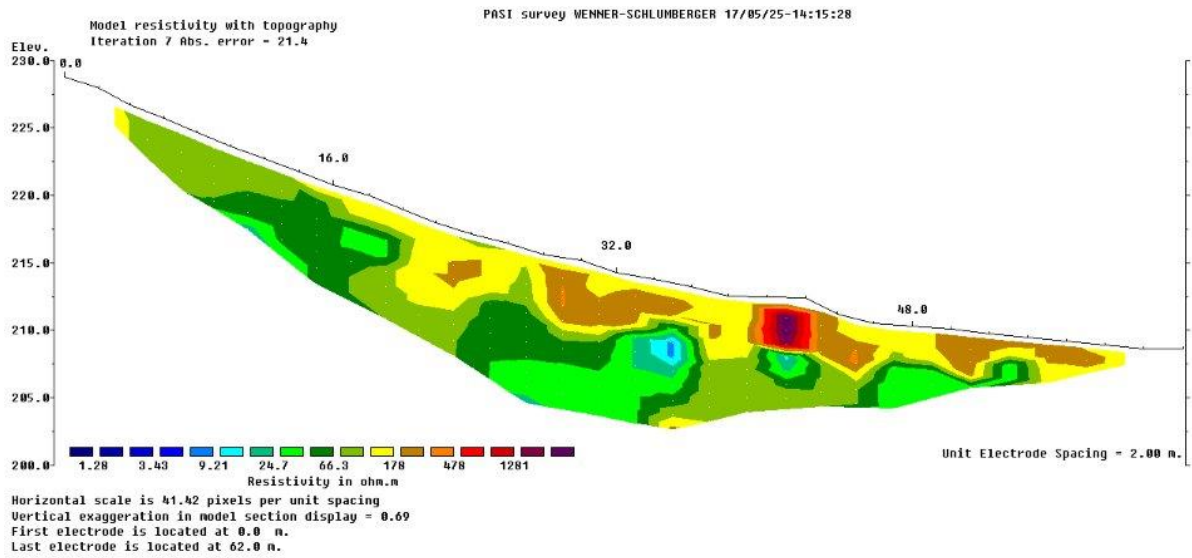 PASI survey WENNER-SCHLUMBERGER 17/05/25-14:15:28
Model resistivity with topography
Iteration 7 Abs. error = 21.4
Elev.
230.0
0.0
225.0
16.0
220.0
215.0
32.0
210.0
48.0
205.0
200.0
1.28 3.43 9.21 24.7 66.3 178 478 1281
Resistivity in ohm.m
Unit Electrode Spacing = 2.00 m.
Horizontal scale is 41.42 pixels per unit spacing
Vertical exaggeration in model section display = 0.69
First electrode is located at 0.0 m.
Last electrode is located at 62.0 m.